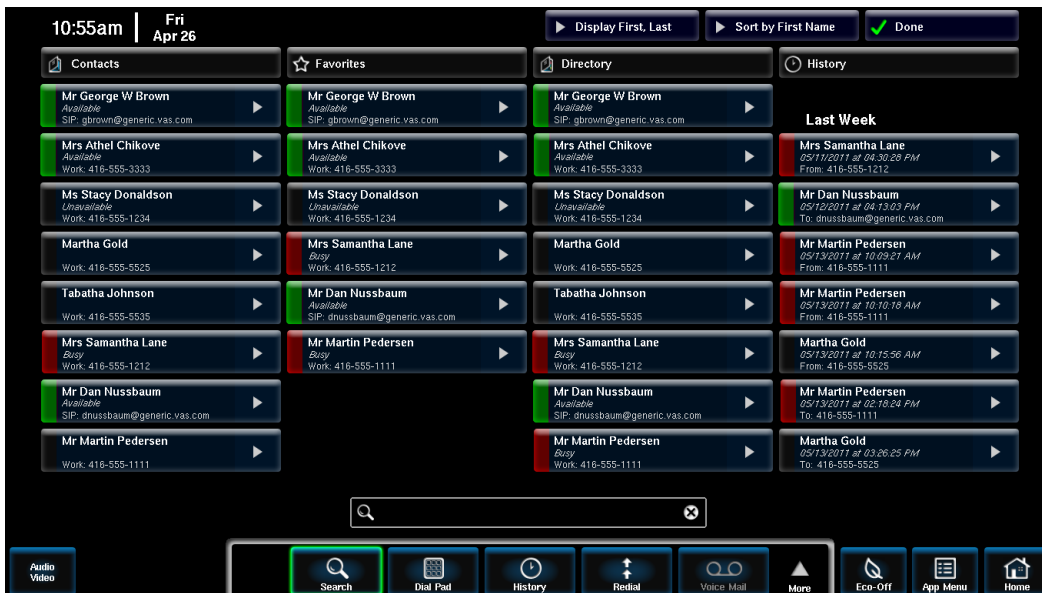 10:55am
Fri
Apr 26
Display First, Last
Sort by First Name
Done
Contacts
Mr George W Brown
Available
SIP: gbrown@generic.vas.com
Mrs Athel Chikove
Available
Work: 416-555-3333
Ms Stacy Donaldson
Unavailable
Work: 416-555-1234
Martha Gold
Work: 416-555-5525
Tabatha Johnson
Work: 416-555-5535
Mrs Samantha Lane
Busy
Work: 416-555-1212
Mr Dan Nussbaum
Available
SIP: dnussbaum@generic.vas.com
Mr Martin Pedersen
Work: 416-555-1111
Favorites
Mr George W Brown
Available
SIP: gbrown@generic.vas.com
Mrs Athel Chikove
Available
Work: 416-555-3333
Ms Stacy Donaldson
Unavailable
Work: 416-555-1234
Mrs Samantha Lane
Busy
Work: 416-555-1212
Mr Dan Nussbaum
Available
SIP: dnussbaum@generic.vas.com
Mr Martin Pedersen
Busy
Work: 416-555-1111
Directory
Mr George W Brown
Available
SIP: gbrown@generic.vas.com
Mrs Athel Chikove
Available
Work: 416-555-3333
Ms Stacy Donaldson
Unavailable
Work: 416-555-1234
Martha Gold
Work: 416-555-5525
Tabatha Johnson
Work: 416-555-5535
Mrs Samantha Lane
Busy
Work: 416-555-1212
Mr Dan Nussbaum
Available
SIP: dnussbaum@generic.vas.com
Mr Martin Pedersen
Busy
Work: 416-555-1111
History
Last Week
Mrs Samantha Lane
05/11/2011 at 04:30:28 PM
From: 416-555-1212
Mr Dan Nussbaum
05/12/2011 at 04:13:03 PM
To: dnussbaum@generic.vas.com
Mr Martin Pedersen
05/13/2011 at 10:09:21 AM
From: 416-555-1111
Mr Martin Pedersen
05/13/2011 at 10:10:18 AM
From: 416-555-1111
Martha Gold
05/13/2011 at 10:15:56 AM
From: 416-555-5525
Mr Martin Pedersen
05/13/2011 at 02:18:24 PM
To: 416-555-1111
Martha Gold
05/13/2011 at 03:26:25 PM
To: 416-555-5525
Audio
Video
Search
Dial Pad
History
Redial
Voice Mail
More
Eco-Off
App Menu
Home